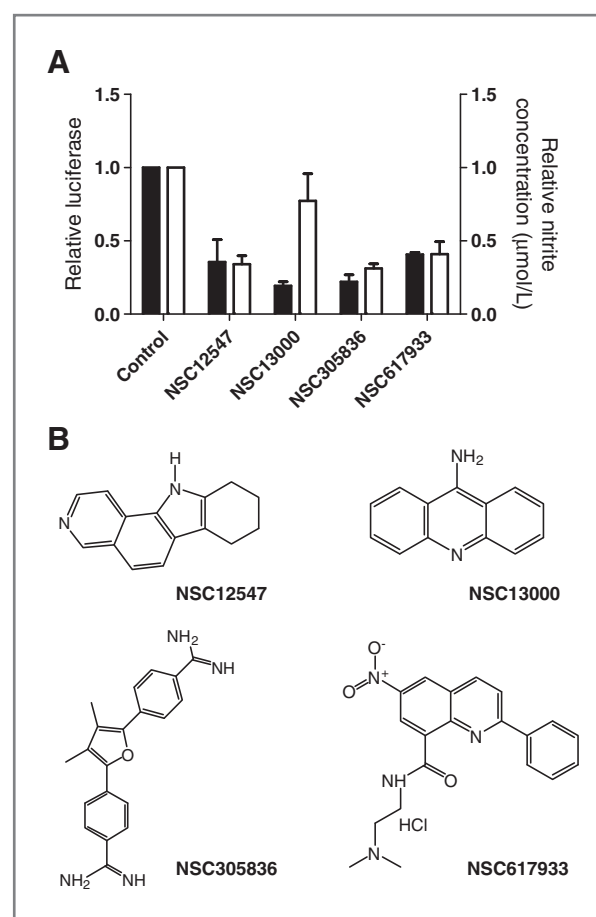 A
1.5
1.0
0.5
0.0
Relative luciferase
1.5
1.0
0.5
0.0
Relative nitrite
concentration (μmol/L)
Control
NSC12547
NSC13000
NSC305836
NSC617933
B
H
N
N
NSC12547
NH2
N
NSC13000
NH2
NH
O
NH2
NH
NSC305836
O-
N+
O
N
NH
O
HCl
N
NSC617933